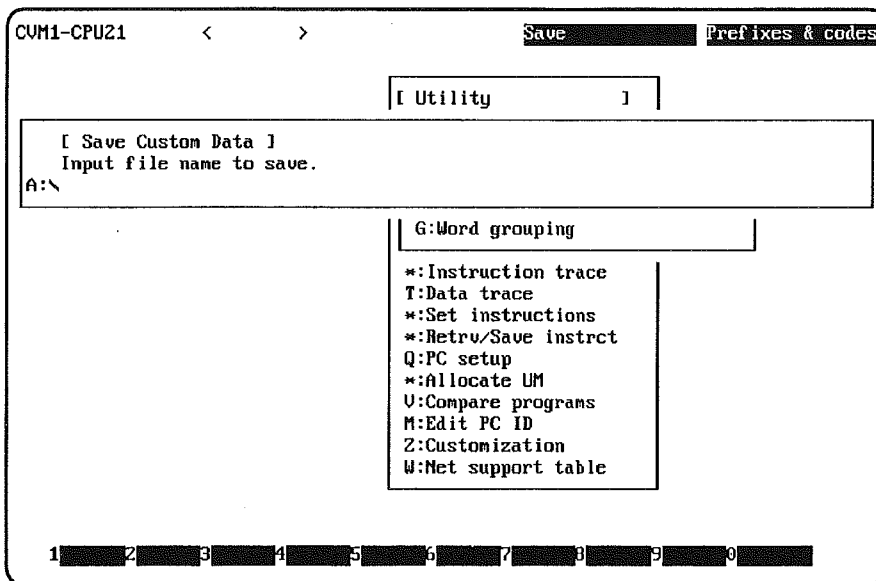 CVM1-CPU21 < > Save Prefixes & codes
[ Utility ]
[ Save Custom Data ]
Input file name to save.
A:\
G:Word grouping
*:Instruction trace
T:Data trace
*:Set instructions
*:Retrv/Save instrct
Q:PC setup
*:Allocate UM
V:Compare programs
M:Edit PC ID
Z:Customization
W:Net support table
1 2 3 4 5 6 7 8 9 0